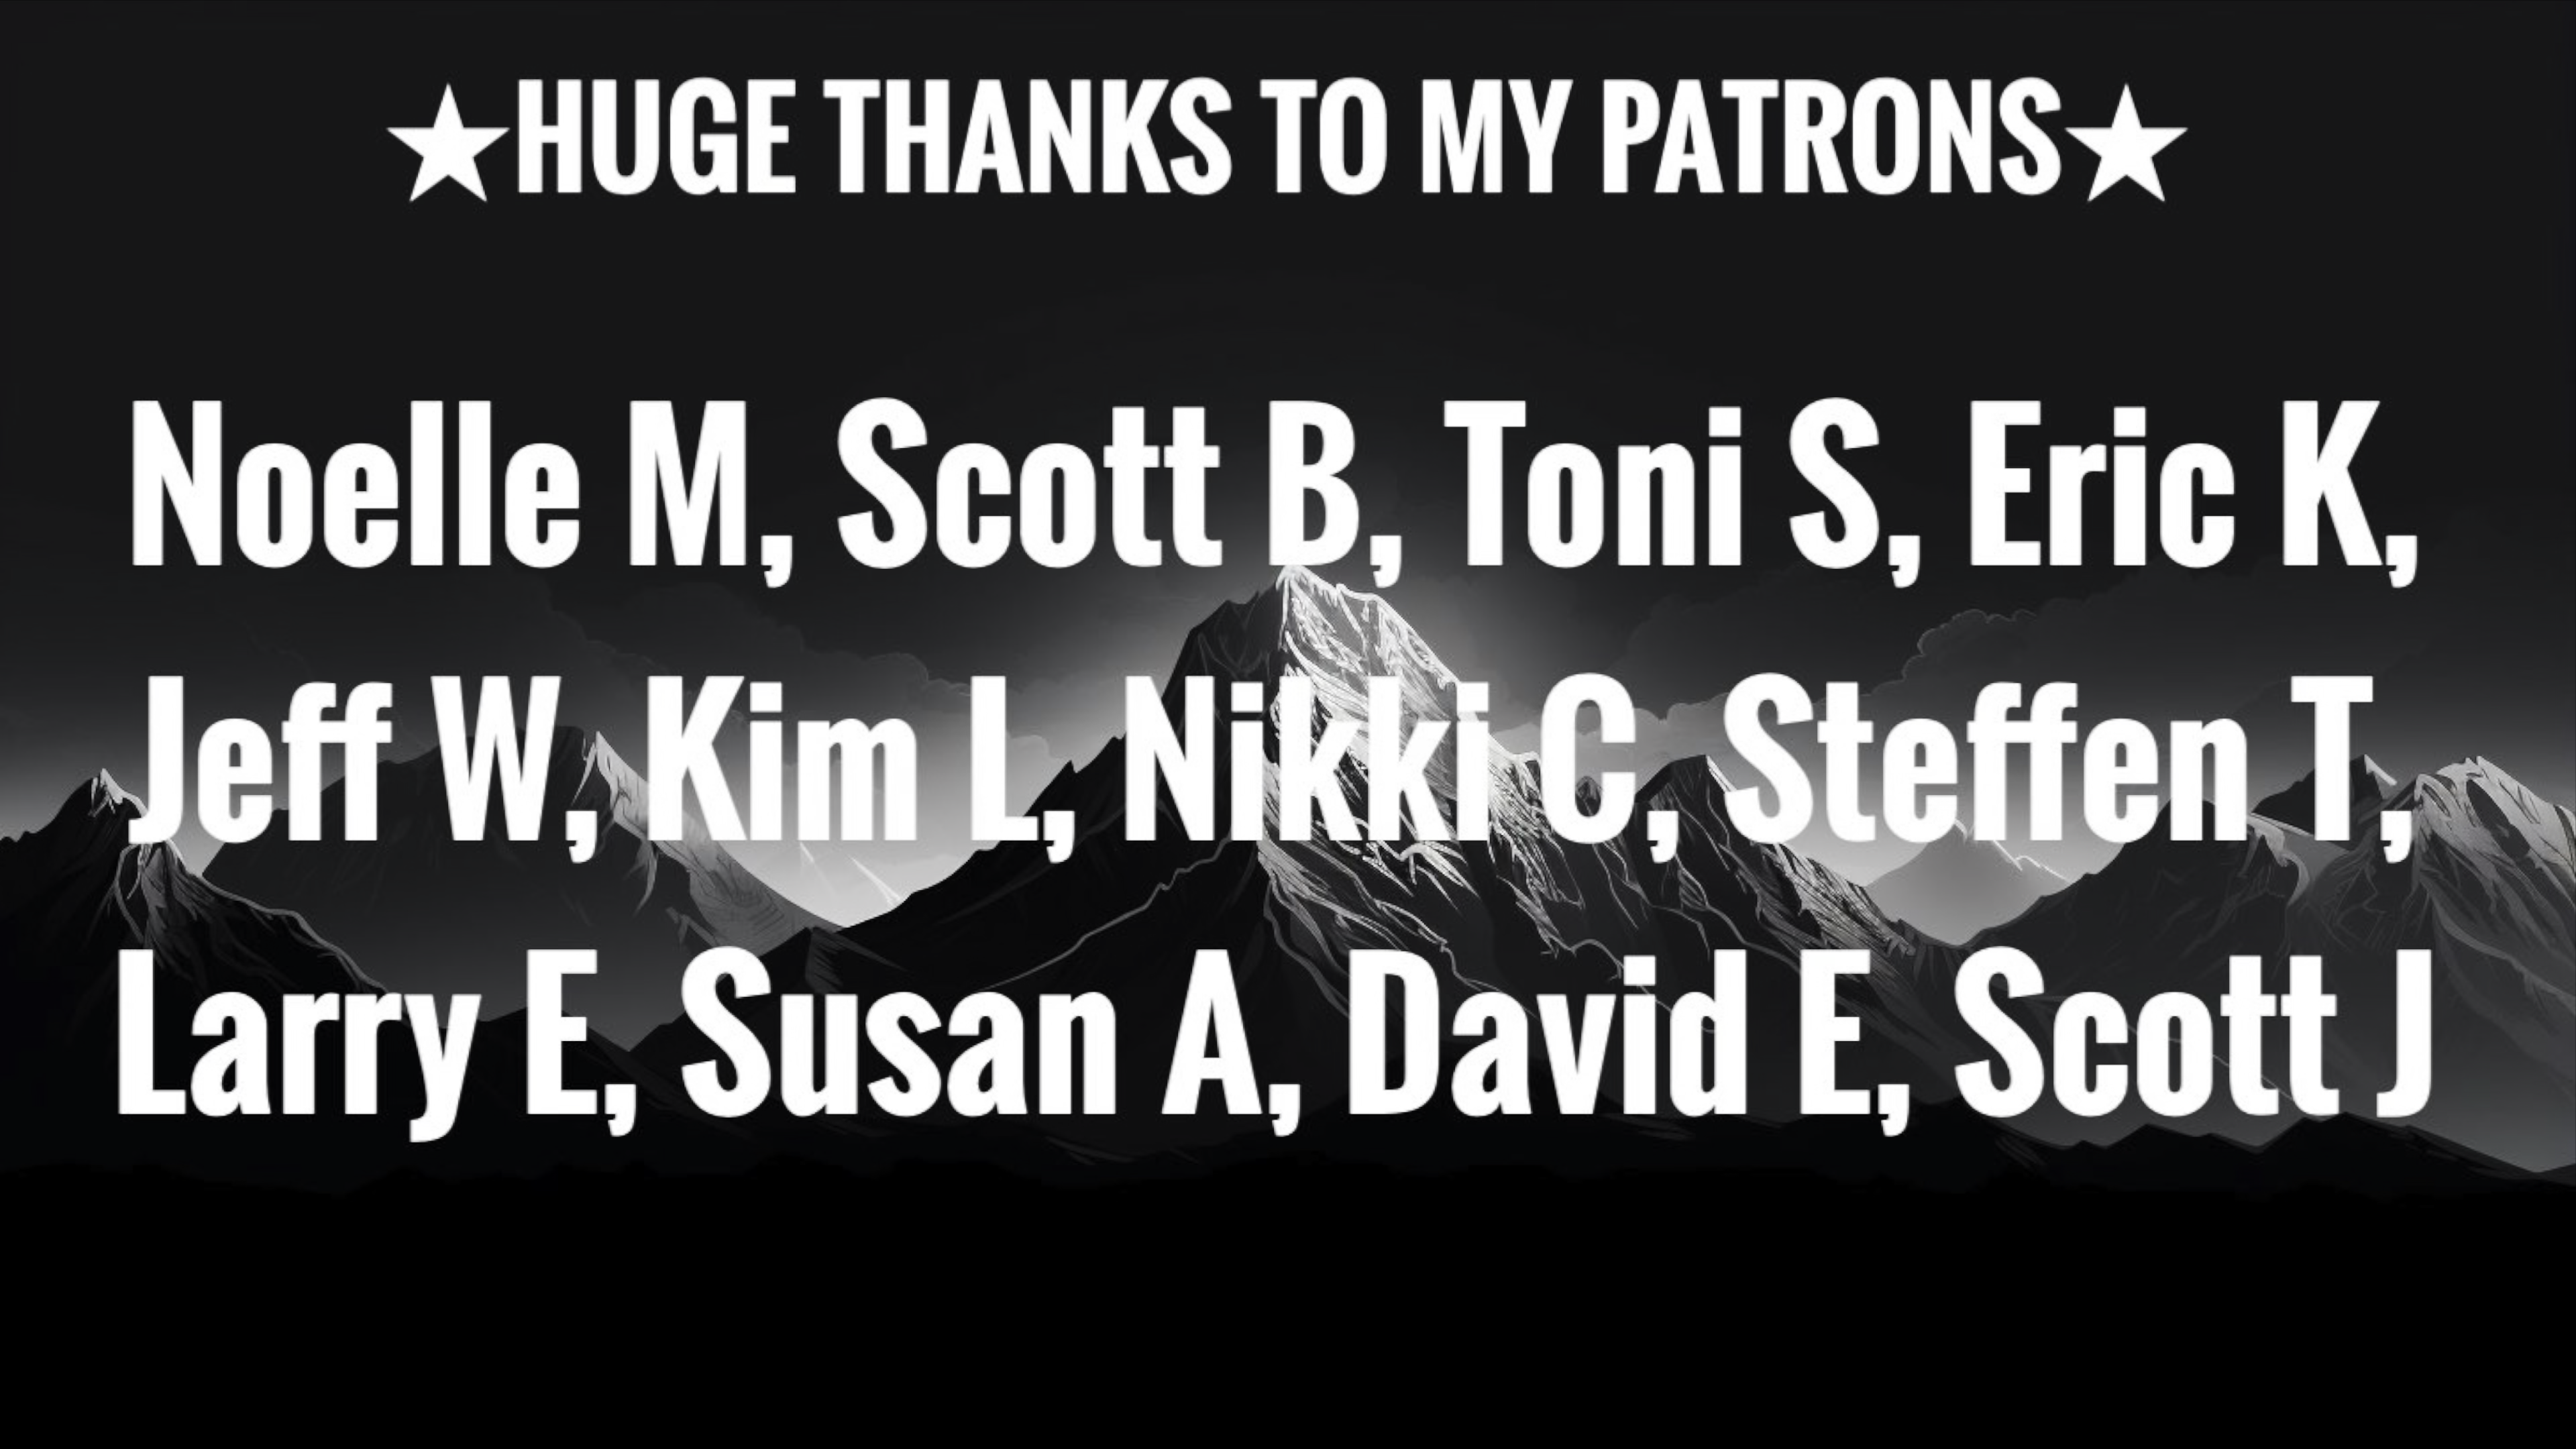 ★HUGE THANKS TO MY PATRONS★
Noelle M, Scott B, Toni S, Eric K,
Jeff W, Kim L, Nikki C, Steffen T,
Larry E, Susan A, David E, Scott J